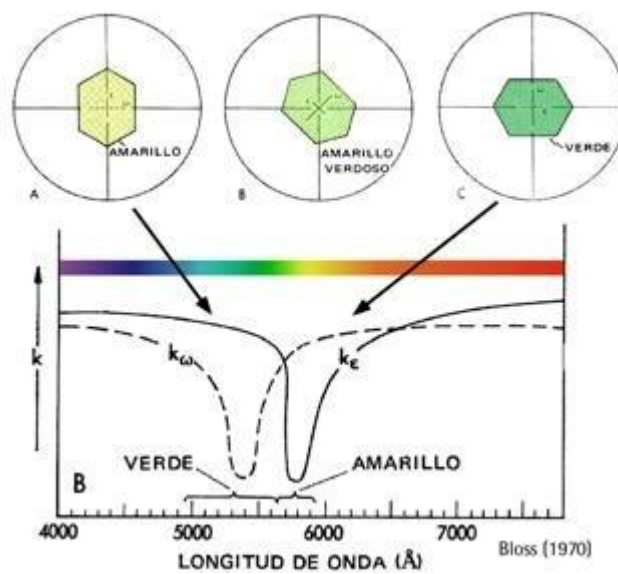 AMARILLO
A
AMARILLO
VERDOSO
B
VERDE
C
k
kω
kε
VERDE
AMARILLO
B
4000 5000 6000 7000
LONGITUD DE ONDA (Å)
Bloss (1970)